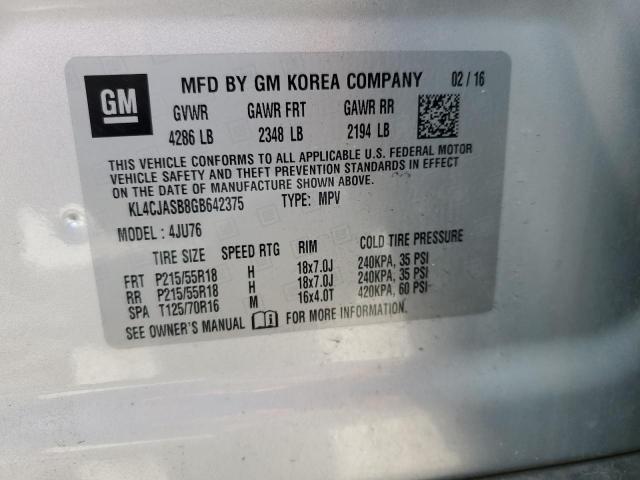 GM MFD BY GM KOREA COMPANY 02 / 16
GVWR GAWR FRT GAWR RR
4286 LB 2348 LB 2194 LB
THIS VEHICLE CONFORMS TO ALL APPLICABLE U.S. FEDERAL MOTOR
VEHICLE SAFETY AND THEFT PREVENTION STANDARDS IN EFFECT
ON THE DATE OF MANUFACTURE SHOWN ABOVE.
KL4CJASB8GB642375 TYPE: MPV
MODEL : 4JU76
TIRE SIZE SPEED RTG RIM COLD TIRE PRESSURE
FRT P215/55R18 H 18x7.0J 240KPA, 35 PSI
RR P215/55R18 H 18x7.0J 240KPA, 35 PSI
SPA T125/70R16 M 16x4.0T 420KPA, 60 PSI
SEE OWNER'S MANUAL FOR MORE INFORMATION.